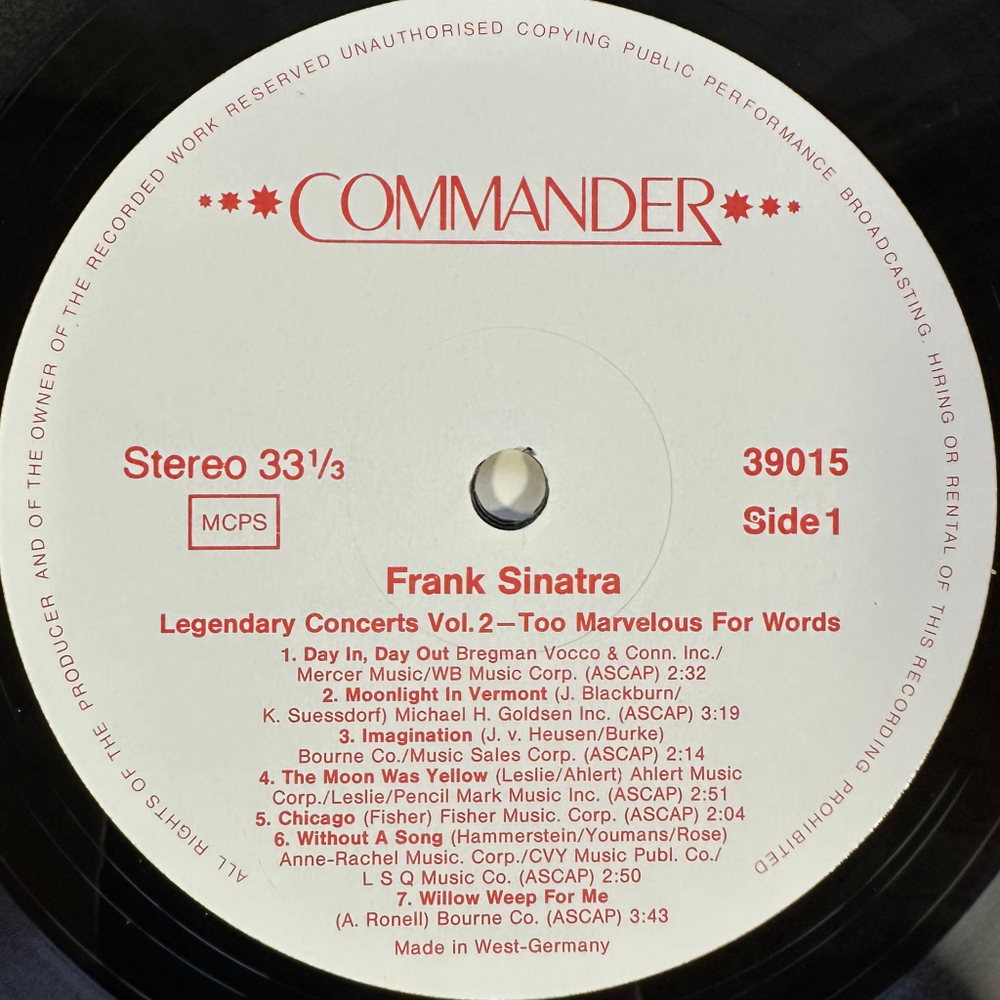 ALL RIGHTS OF THE PRODUCER AND OF THE OWNER OF THE RECORDED WORK RESERVED UNAUTHORISED COPYING PUBLIC PERFORMANCE BROADCASTING, HIRING OR RENTAL OF THIS RECORDING PROHIBITED
COMMANDER
Stereo 33⅓
39015
MCPS
Side 1
Frank Sinatra
Legendary Concerts Vol. 2—Too Marvelous For Words
1. Day In, Day Out Bregman Vocco & Conn. Inc./
Mercer Music/WB Music Corp. (ASCAP) 2:32
2. Moonlight In Vermont (J. Blackburn/
K. Suessdorf) Michael H. Goldsen Inc. (ASCAP) 3:19
3. Imagination (J. v. Heusen/Burke)
Bourne Co./Music Sales Corp. (ASCAP) 2:14
4. The Moon Was Yellow (Leslie/Ahlert) Ahlert Music
Corp./Leslie/Pencil Mark Music Inc. (ASCAP) 2:51
5. Chicago (Fisher) Fisher Music. Corp. (ASCAP) 2:04
6. Without A Song (Hammerstein/Youmans/Rose)
Anne-Rachel Music. Corp./CVY Music Publ. Co./
L S Q Music Co. (ASCAP) 2:50
7. Willow Weep For Me
(A. Ronell) Bourne Co. (ASCAP) 3:43
Made in West-Germany